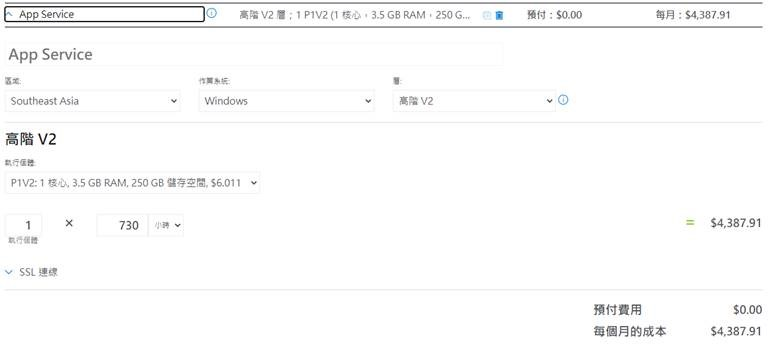 App Service 高階 V2 層；1 P1V2 (1 核心，3.5 GB RAM，250 G... 預付：$0.00 每月：$4,387.91
App Service
區域: 作業系統: 層:
Southeast Asia Windows 高階 V2
高階 V2
執行個體:
P1V2: 1 核心, 3.5 GB RAM, 250 GB 儲存空間, $6.011
1 × 730 小時 = $4,387.91
執行個體
SSL 連線
預付費用 $0.00
每個月的成本 $4,387.91